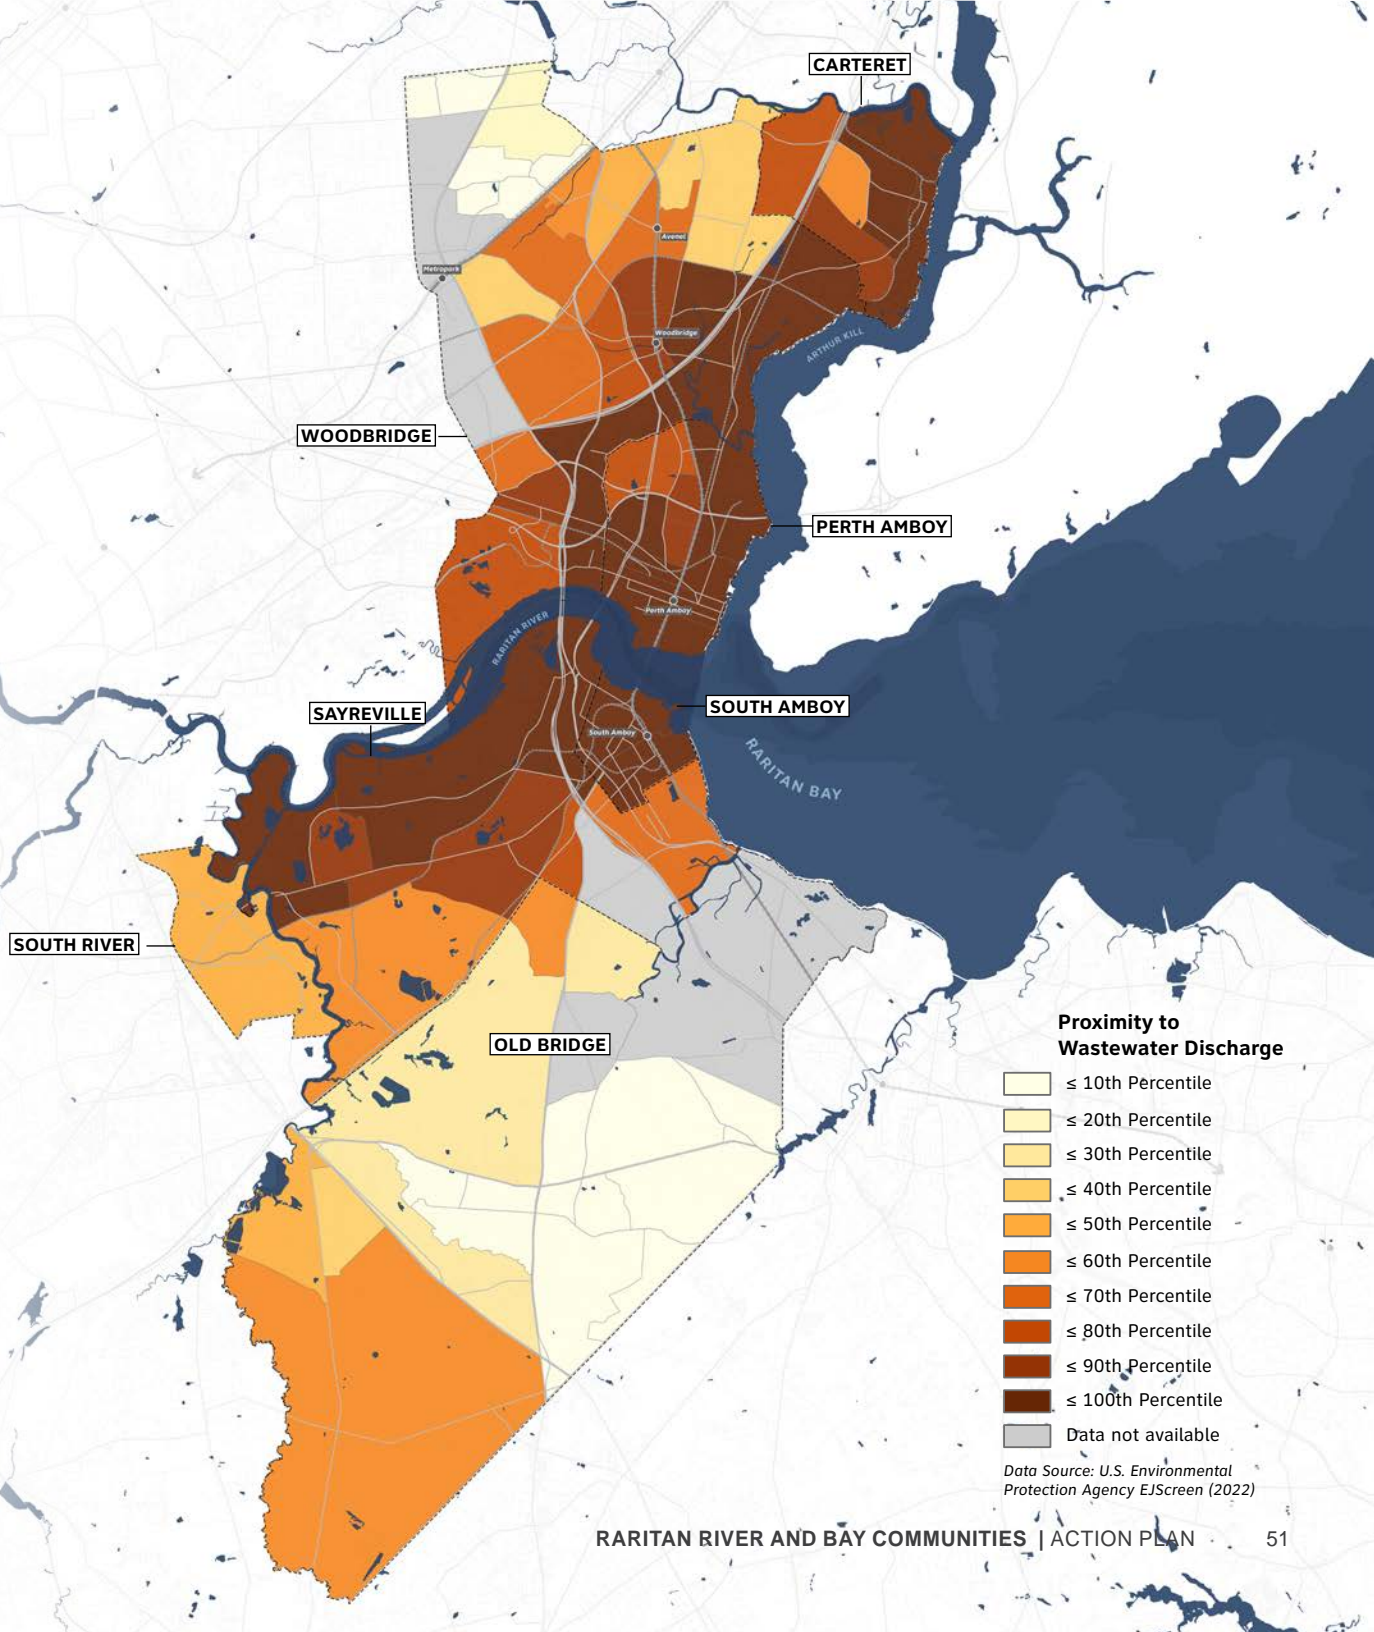 CARTERET
Avenel
Metropark
Woodbridge
ARTHUR KILL
WOODBRIDGE
PERTH AMBOY
Perth Amboy
RARITAN RIVER
SAYREVILLE
SOUTH AMBOY
South Amboy
RARITAN BAY
SOUTH RIVER
OLD BRIDGE
Proximity to
Wastewater Discharge
≤ 10th Percentile
≤ 20th Percentile
≤ 30th Percentile
≤ 40th Percentile
≤ 50th Percentile
≤ 60th Percentile
≤ 70th Percentile
≤ 80th Percentile
≤ 90th Percentile
≤ 100th Percentile
Data not available
Data Source: U.S. Environmental
Protection Agency EJScreen (2022)
RARITAN RIVER AND BAY COMMUNITIES | ACTION PLAN 51